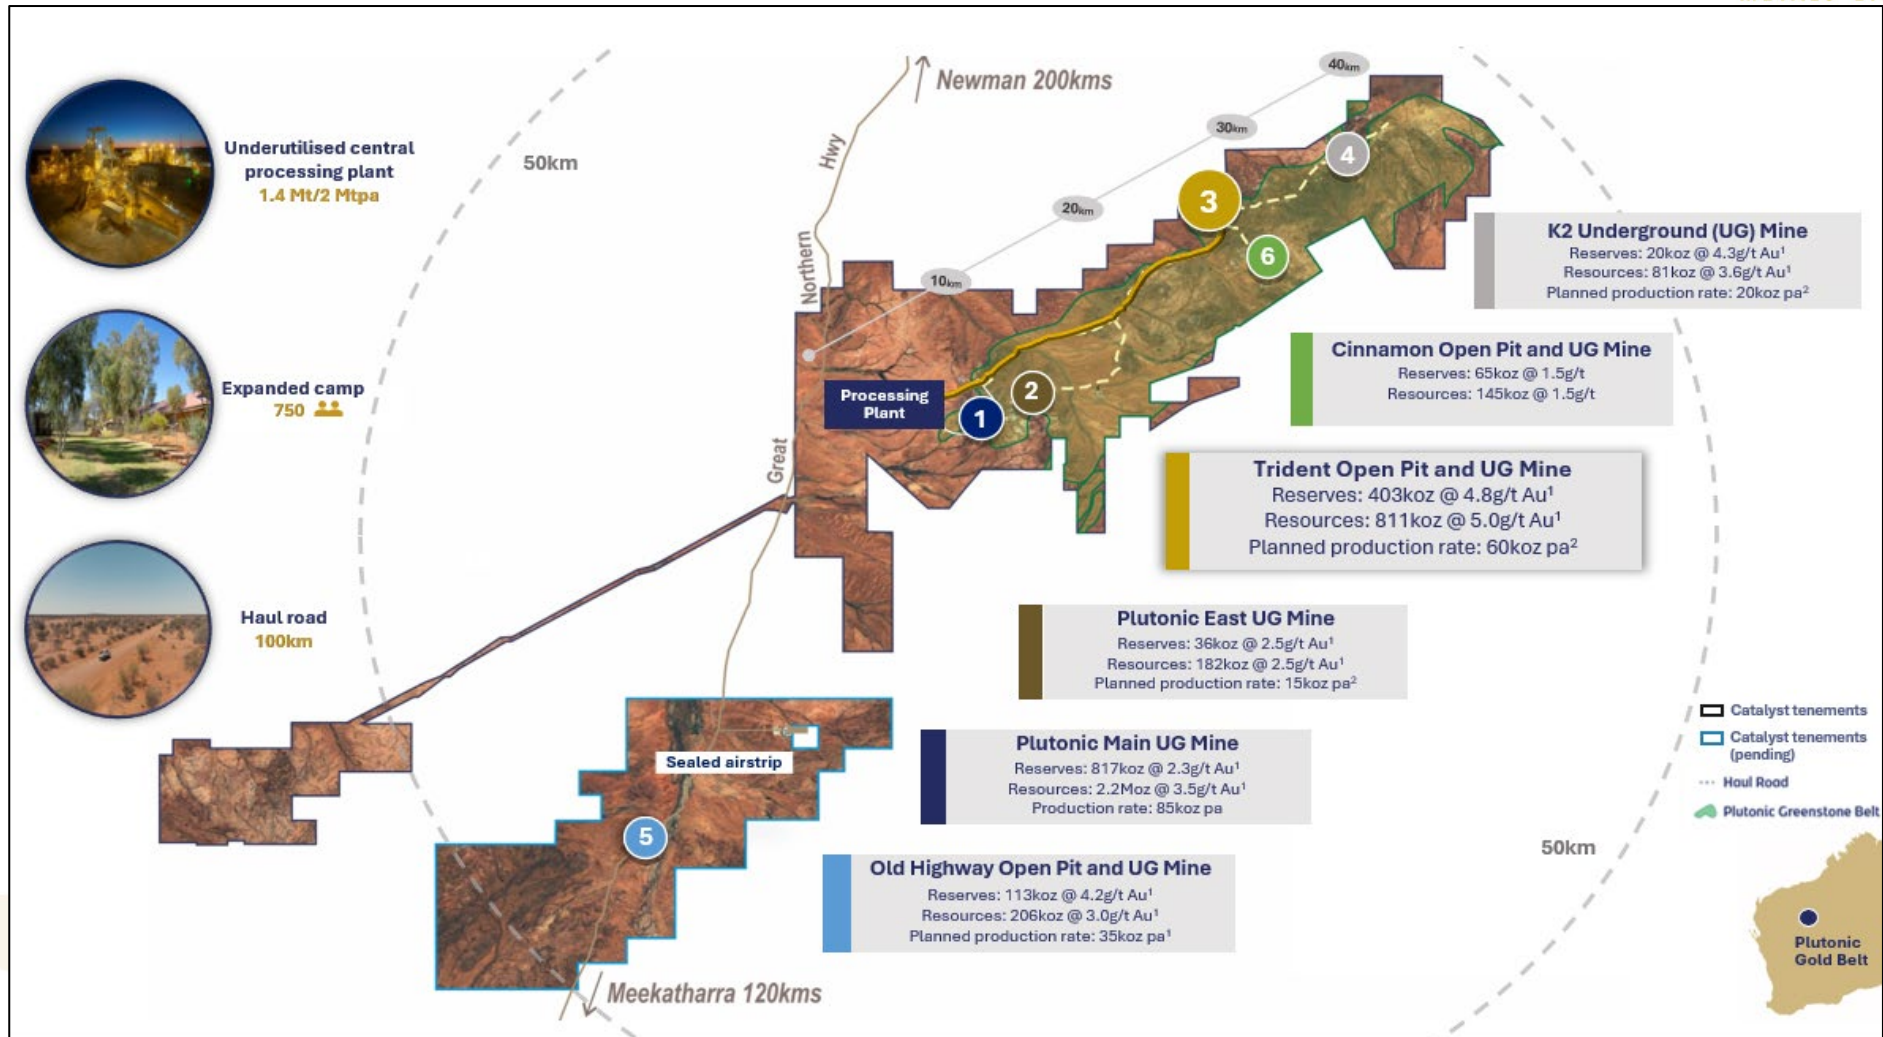 Newman 200kms
40km
30km
20km
10km
50km
Hwy
Northern
Great
Underutilised central
processing plant
1.4 Mt/2 Mtpa
Expanded camp
750
Haul road
100km
4
3
6
2
1
Processing
Plant
K2 Underground (UG) Mine
Reserves: 20koz @ 4.3g/t Au¹
Resources: 81koz @ 3.6g/t Au¹
Planned production rate: 20koz pa²
Cinnamon Open Pit and UG Mine
Reserves: 65koz @ 1.5g/t
Resources: 145koz @ 1.5g/t
Trident Open Pit and UG Mine
Reserves: 403koz @ 4.8g/t Au¹
Resources: 811koz @ 5.0g/t Au¹
Planned production rate: 60koz pa²
Plutonic East UG Mine
Reserves: 36koz @ 2.5g/t Au¹
Resources: 182koz @ 2.5g/t Au¹
Planned production rate: 15koz pa²
Plutonic Main UG Mine
Reserves: 817koz @ 2.3g/t Au¹
Resources: 2.2Moz @ 3.5g/t Au¹
Production rate: 85koz pa
Old Highway Open Pit and UG Mine
Reserves: 113koz @ 4.2g/t Au¹
Resources: 206koz @ 3.0g/t Au¹
Planned production rate: 35koz pa¹
Sealed airstrip
5
Meekatharra 120kms
50km
Catalyst tenements
Catalyst tenements
(pending)
Haul Road
Plutonic Greenstone Belt
Plutonic
Gold Belt